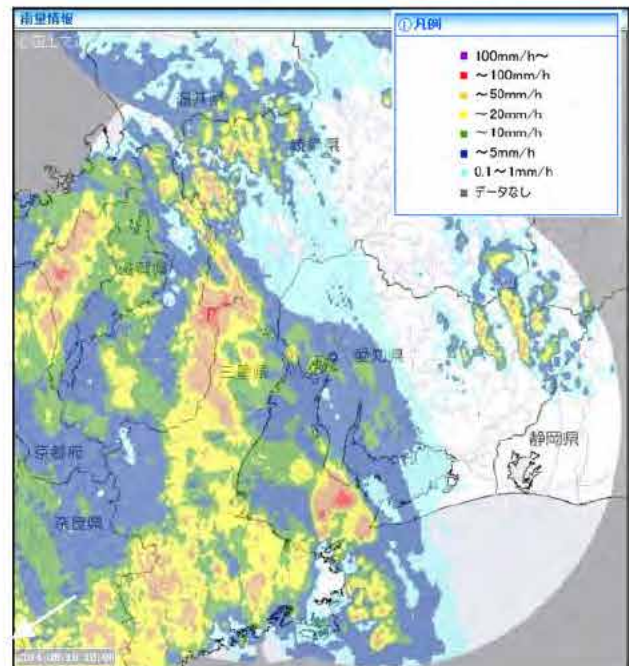 雨量情報
①凡例
100mm/h～
～100mm/h
～50mm/h
～20mm/h
～10mm/h
～5mm/h
0.1～1mm/h
データなし
福井県
岐阜県
滋賀県
三重県
愛知県
静岡県
京都府
奈良県